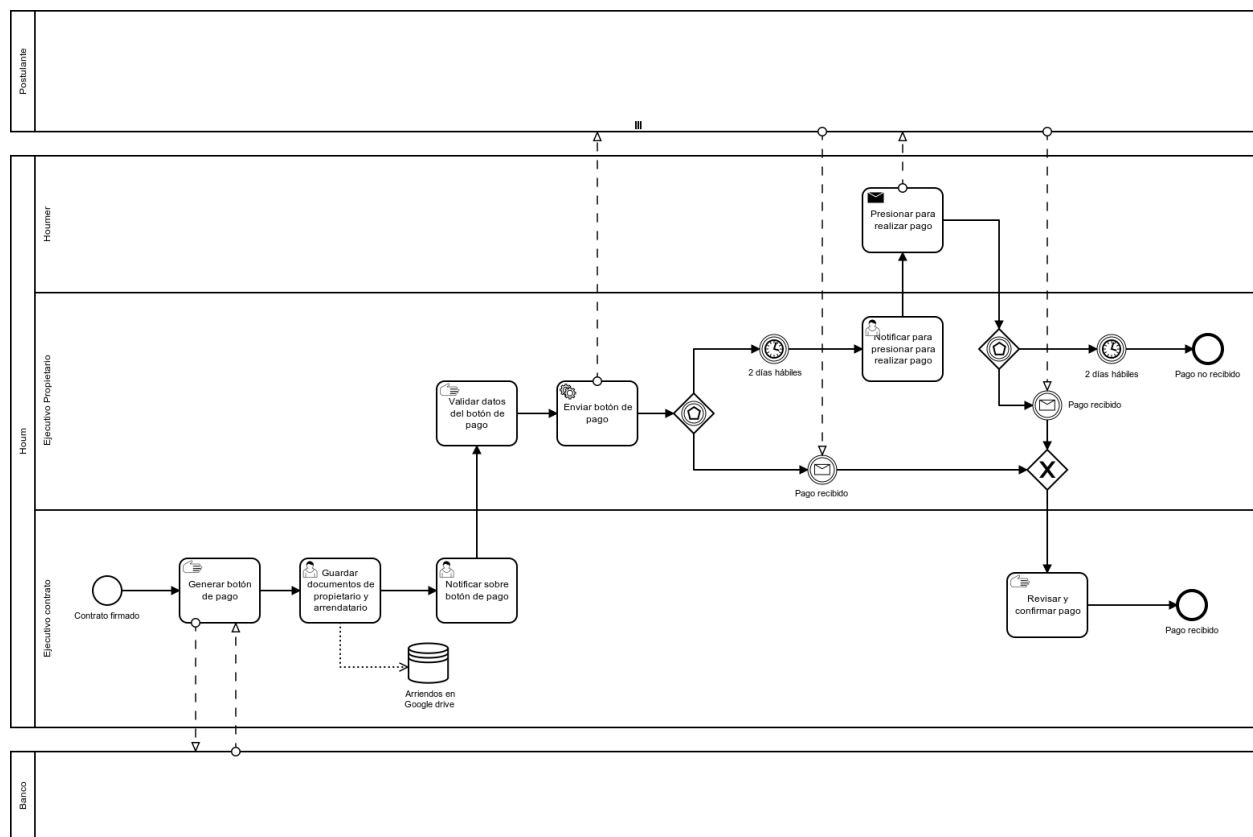 Postulante
Houm
Houmer
Presionar para
realizar pago
Ejecutivo Propietario
Validar datos
del botón de
pago
Enviar botón de
pago
2 días hábiles
Notificar para
presionar para
realizar pago
Pago recibido
2 días hábiles
Pago no recibido
Pago recibido
X
Ejecutivo contrato
Contrato firmado
Generar botón
de pago
Guardar
documentos de
propietario y
arrendatario
Notificar sobre
botón de pago
Arriendos en
Google drive
Revisar y
confirmar pago
Pago recibido
Banco